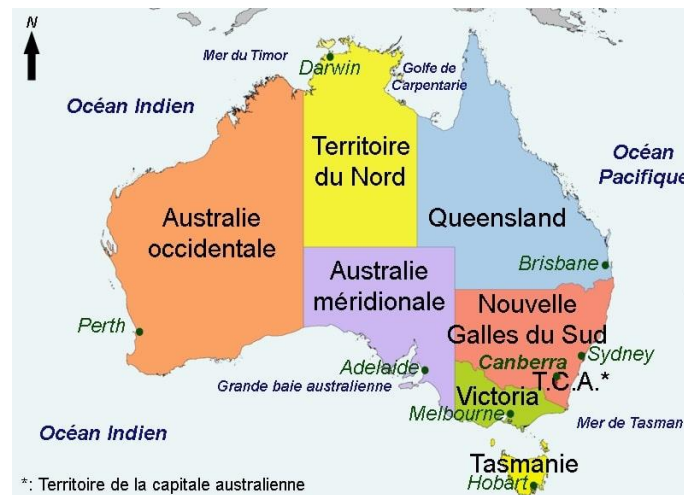 N
Mer du Timor
Darwin
Golfe de
Carpentarie
Océan Indien
Territoire
du Nord
Océan
Pacifique
Australie
occidentale
Queensland
Australie
méridionale
Brisbane
Nouvelle
Galles du Sud
Perth
Sydney
Canberra
Adelaide
T.C.A.*
Grande baie australienne
Victoria
Melbourne
Mer de Tasman
Océan Indien
Tasmanie
Hobart
*: Territoire de la capitale australienne